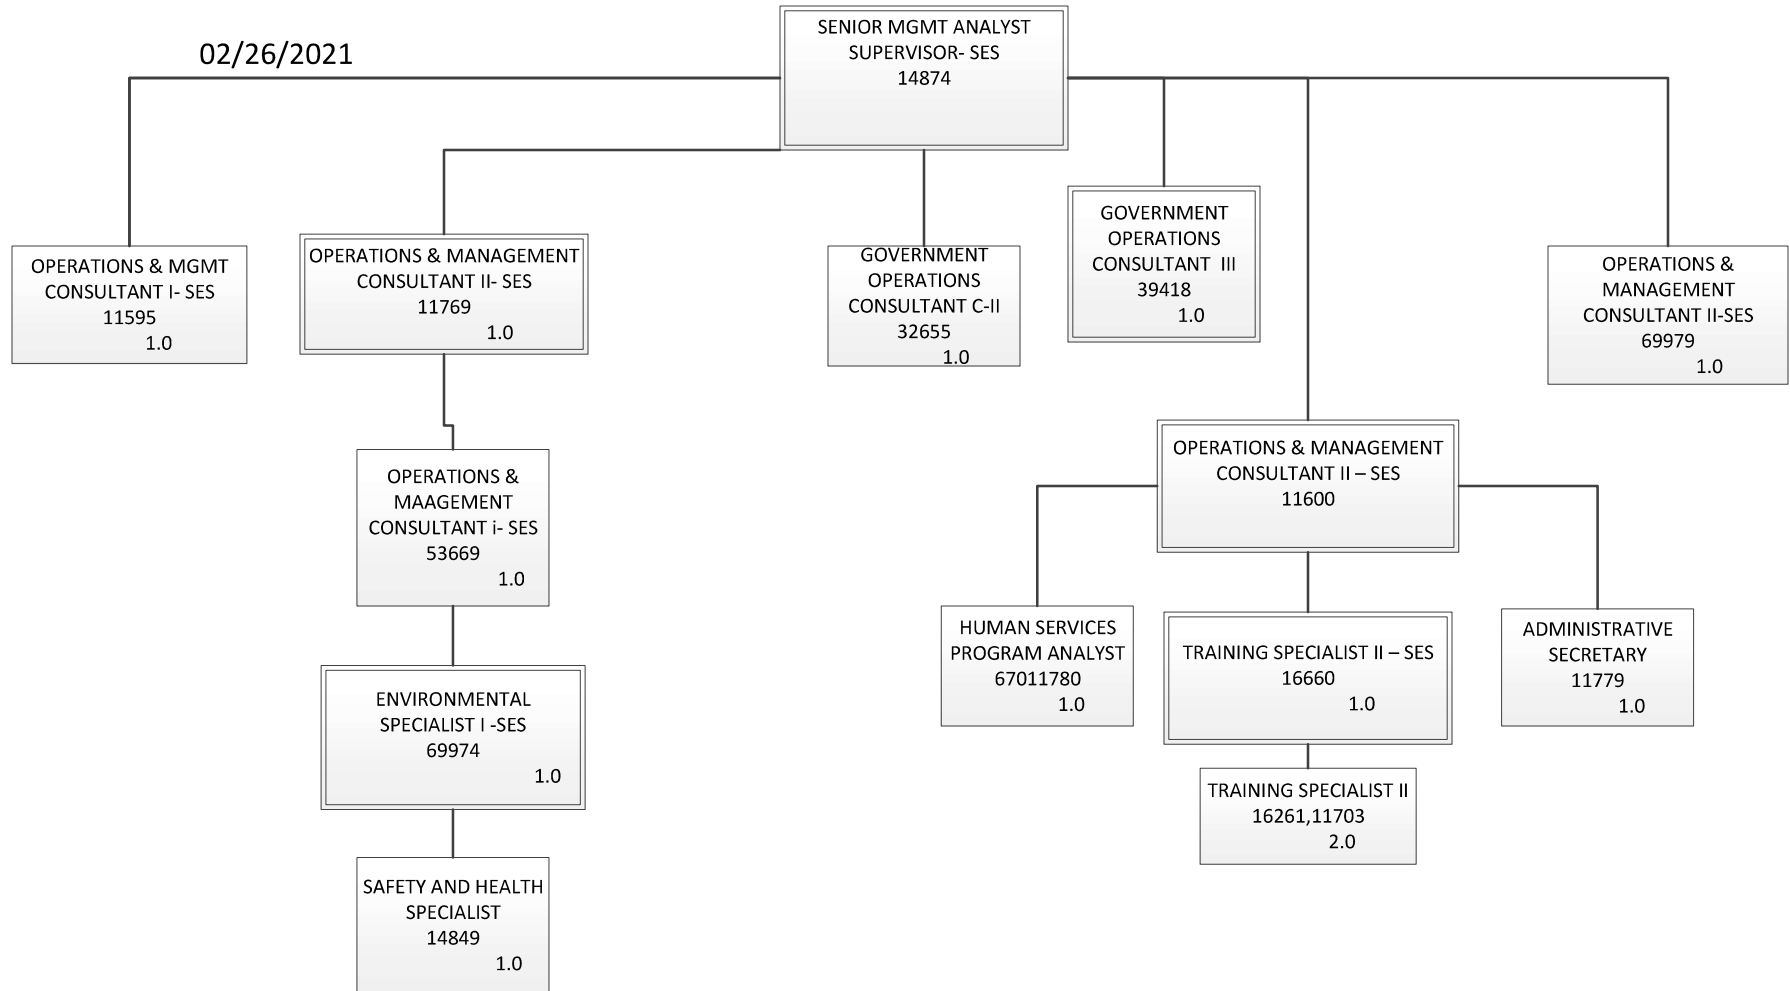 02/26/2021
SENIOR MGMT ANALYST
SUPERVISOR- SES
14874
OPERATIONS & MGMT
CONSULTANT I- SES
11595
1.0
OPERATIONS & MANAGEMENT
CONSULTANT II- SES
11769
1.0
GOVERNMENT
OPERATIONS
CONSULTANT C-II
32655
1.0
GOVERNMENT
OPERATIONS
CONSULTANT III
39418
1.0
OPERATIONS &
MANAGEMENT
CONSULTANT II-SES
69979
1.0
OPERATIONS &
MAAGEMENT
CONSULTANT i- SES
53669
1.0
OPERATIONS & MANAGEMENT
CONSULTANT II – SES
11600
HUMAN SERVICES
PROGRAM ANALYST
67011780
1.0
TRAINING SPECIALIST II – SES
16660
1.0
ADMINISTRATIVE
SECRETARY
11779
1.0
ENVIRONMENTAL
SPECIALIST I -SES
69974
1.0
TRAINING SPECIALIST II
16261,11703
2.0
SAFETY AND HEALTH
SPECIALIST
14849
1.0